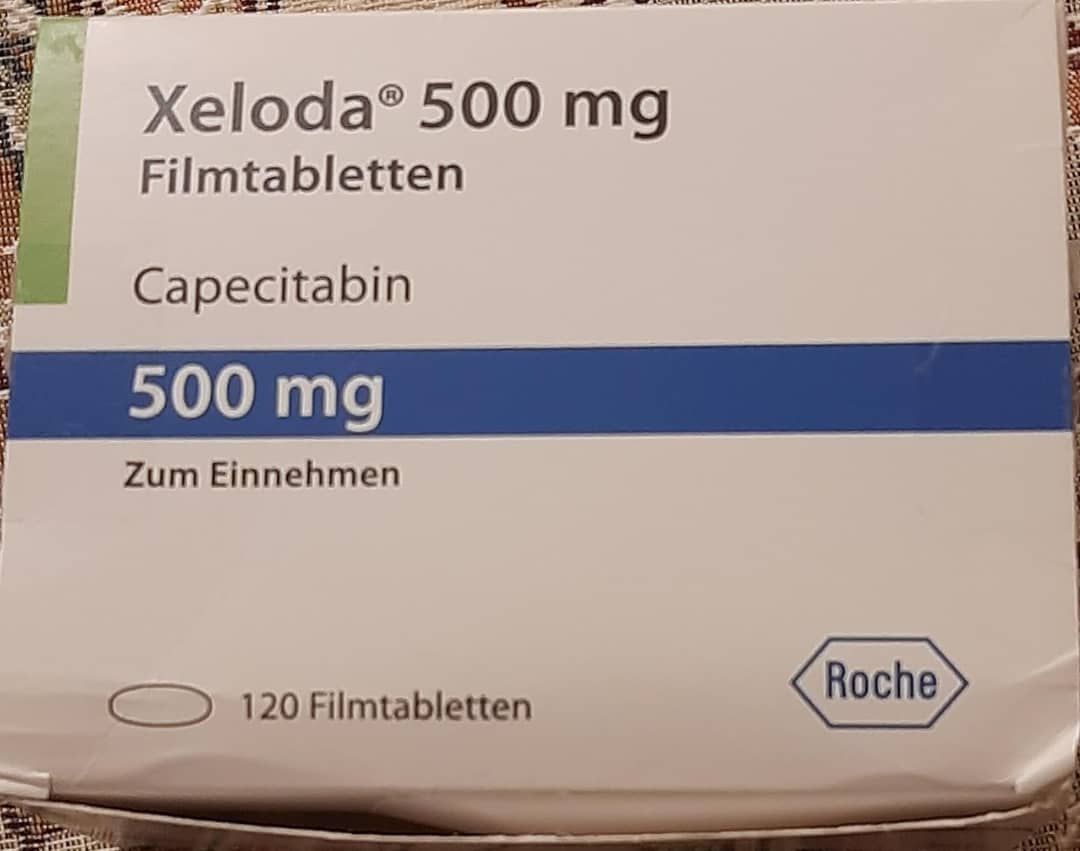 Xeloda® 500 mg
Filmtabletten
Capecitabin
500 mg
Zum Einnehmen
120 Filmtabletten
Roche